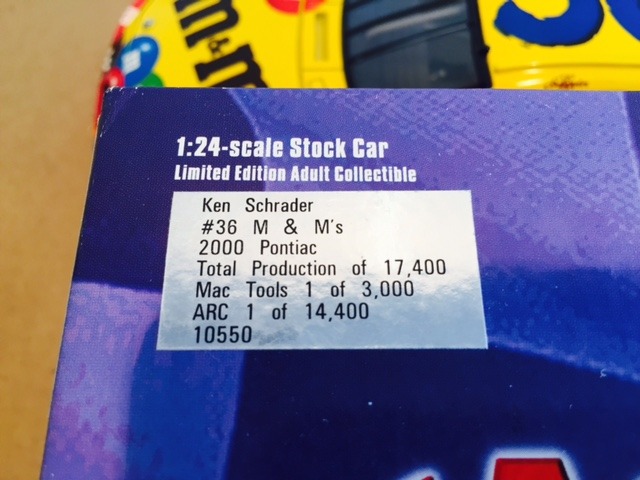 m&m
1:24-scale Stock Car
Limited Edition Adult Collectible
Ken Schrader
#36 M & M's
2000 Pontiac
Total Production of 17,400
Mac Tools 1 of 3,000
ARC 1 of 14,400
10550